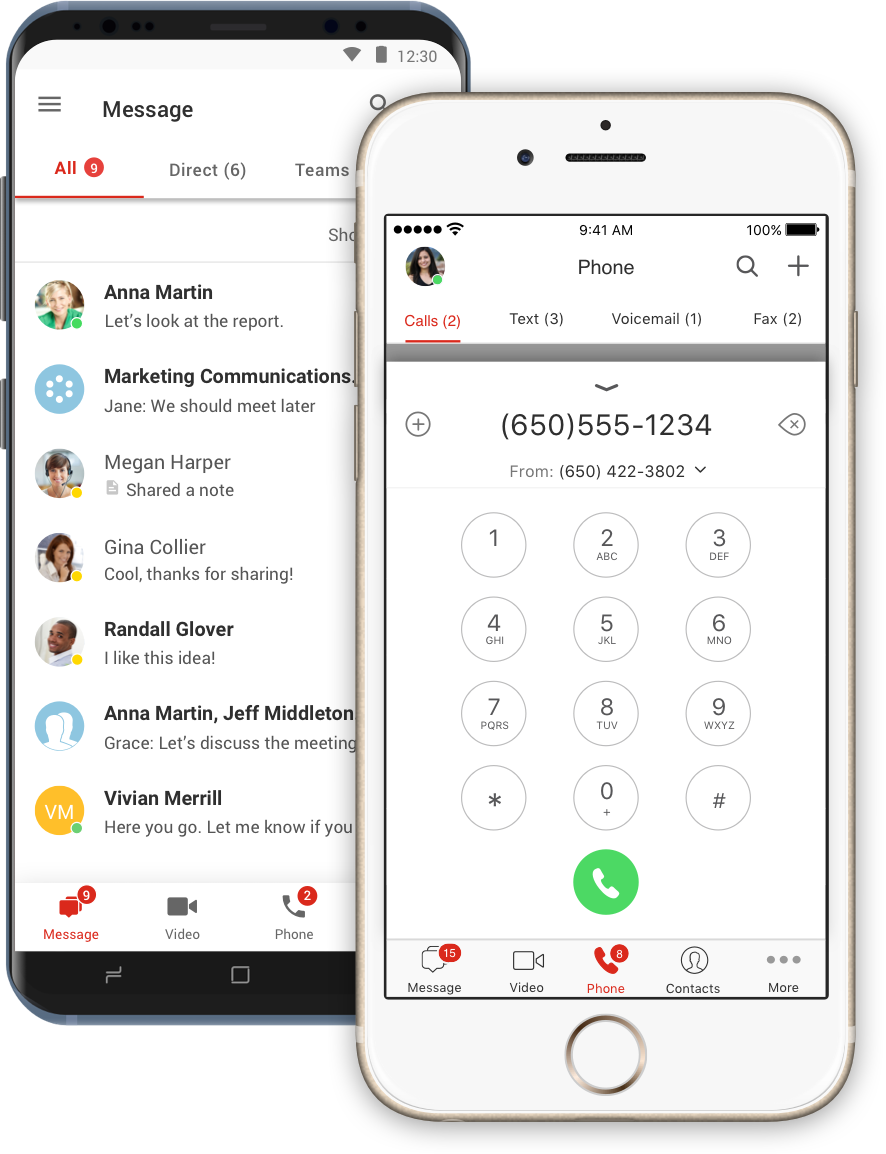 12:30
Message
All 9
Direct (6)
Teams
Anna Martin
Let's look at the report.
Marketing Communications.
Jane: We should meet later
Megan Harper
Shared a note
Gina Collier
Cool, thanks for sharing!
Randall Glover
I like this idea!
Anna Martin, Jeff Middleton
Grace: Let's discuss the meeting
VM
Vivian Merrill
Here you go. Let me know if you
9
2
Message
Video
Phone
9:41 AM
100%
Phone
Calls (2)
Text (3)
Voicemail (1)
Fax (2)
(650)555-1234
From: (650) 422-3802
1
2
ABC
3
DEF
4
GHI
5
JKL
6
MNO
7
PQRS
8
TUV
9
WXYZ
*
0
+
#
15
8
Message
Video
Phone
Contacts
More